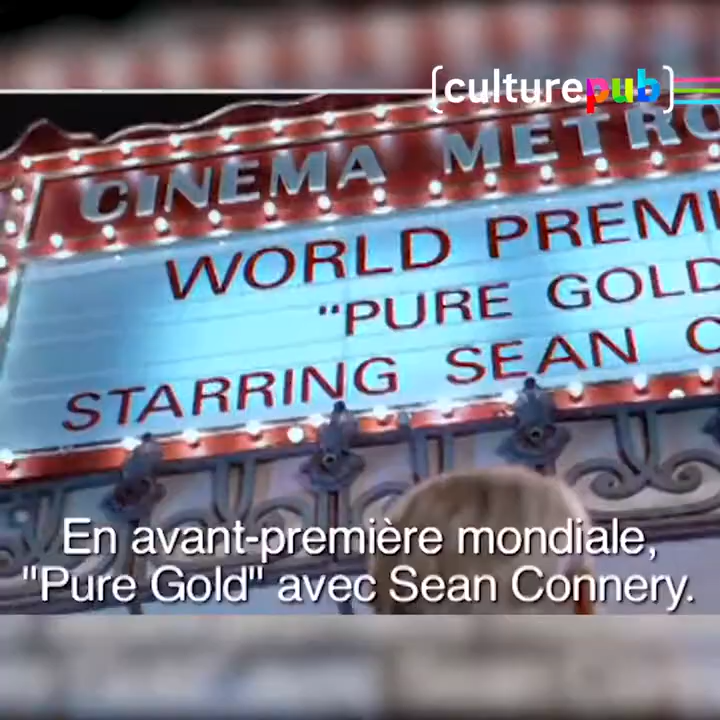 {culturepub}
CINEMA METRO
WORLD PREMI
"PURE GOLD
STARRING SEAN C
En avant-première mondiale,
"Pure Gold" avec Sean Connery.